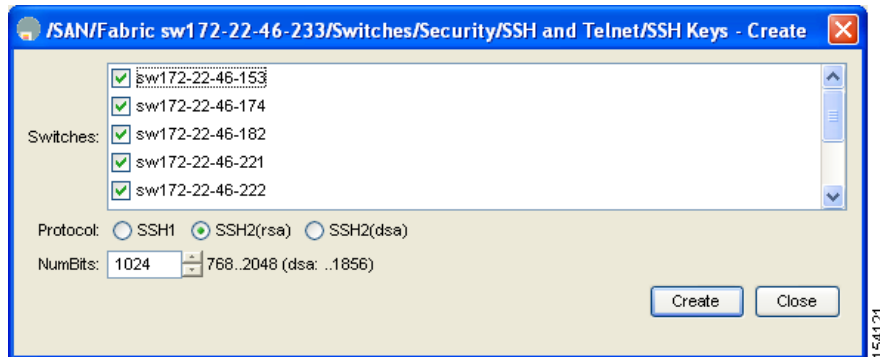 /SAN/Fabric sw172-22-46-233/Switches/Security/SSH and Telnet/SSH Keys - Create
Switches:
sw172-22-46-153
sw172-22-46-174
sw172-22-46-182
sw172-22-46-221
sw172-22-46-222
Protocol: SSH1 SSH2(rsa) SSH2(dsa)
NumBits: 1024 768..2048 (dsa: ..1856)
Create Close
154121